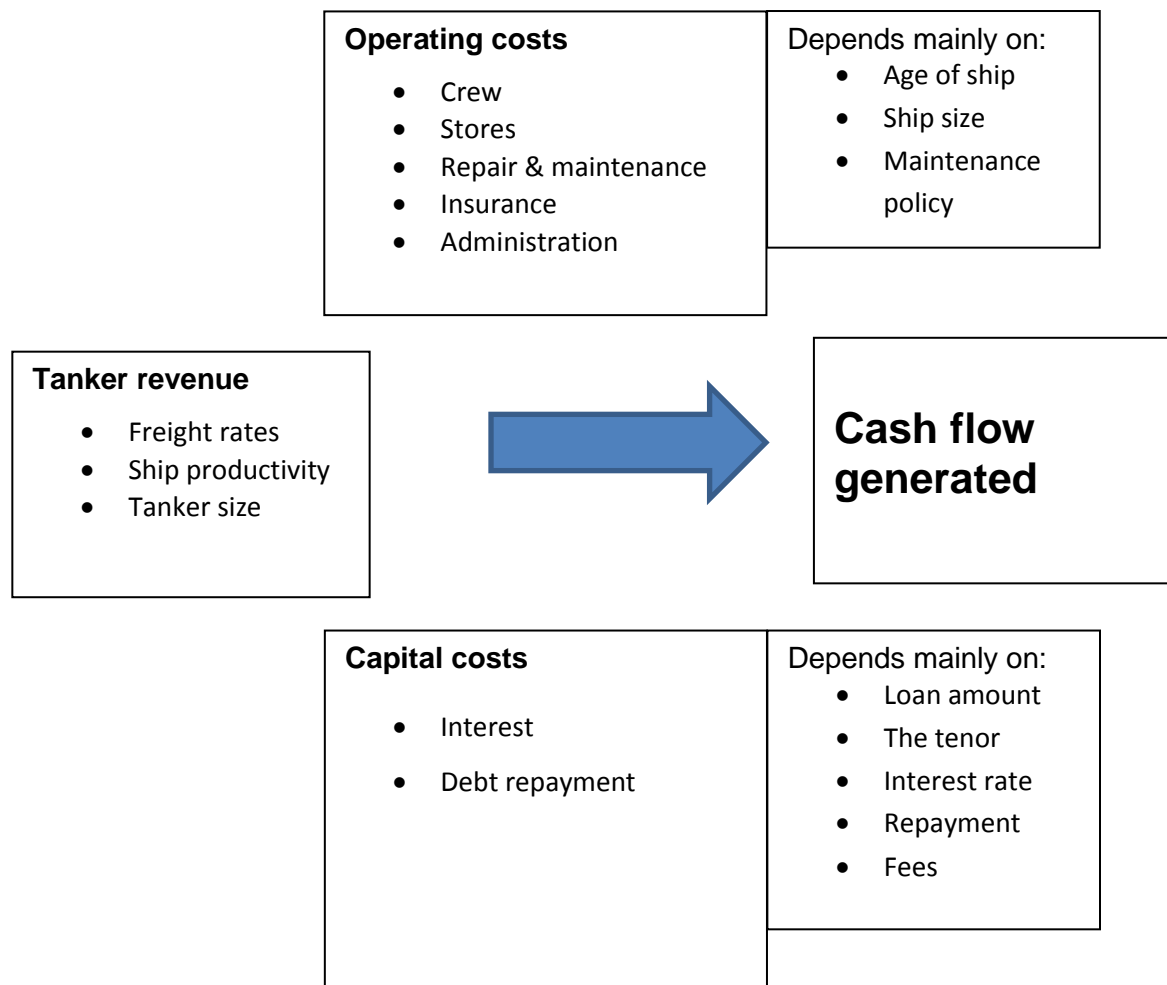 Operating costs
• Crew
• Stores
• Repair & maintenance
• Insurance
• Administration
Depends mainly on:
• Age of ship
• Ship size
• Maintenance
policy
Tanker revenue
• Freight rates
• Ship productivity
• Tanker size
Cash flow
generated
Capital costs
• Interest
• Debt repayment
Depends mainly on:
• Loan amount
• The tenor
• Interest rate
• Repayment
• Fees